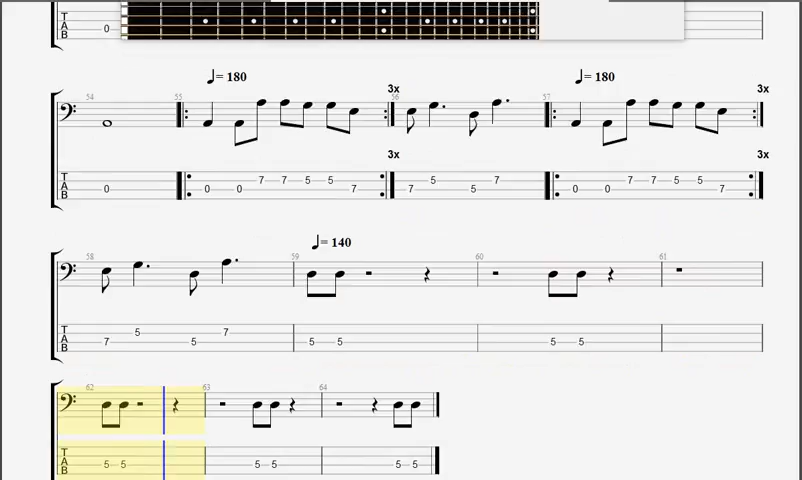 0
54 55 = 180 3x 56 57 = 180 3x
3x 3x
T A B 0 0 0 7 7 5 5 7 7 5 5 7 0 0 7 7 5 5 7
58 59 = 140 60 61
T A B 7 5 5 7 5 5 5 5
62 63 64
T A B 5 5 5 5 5 5